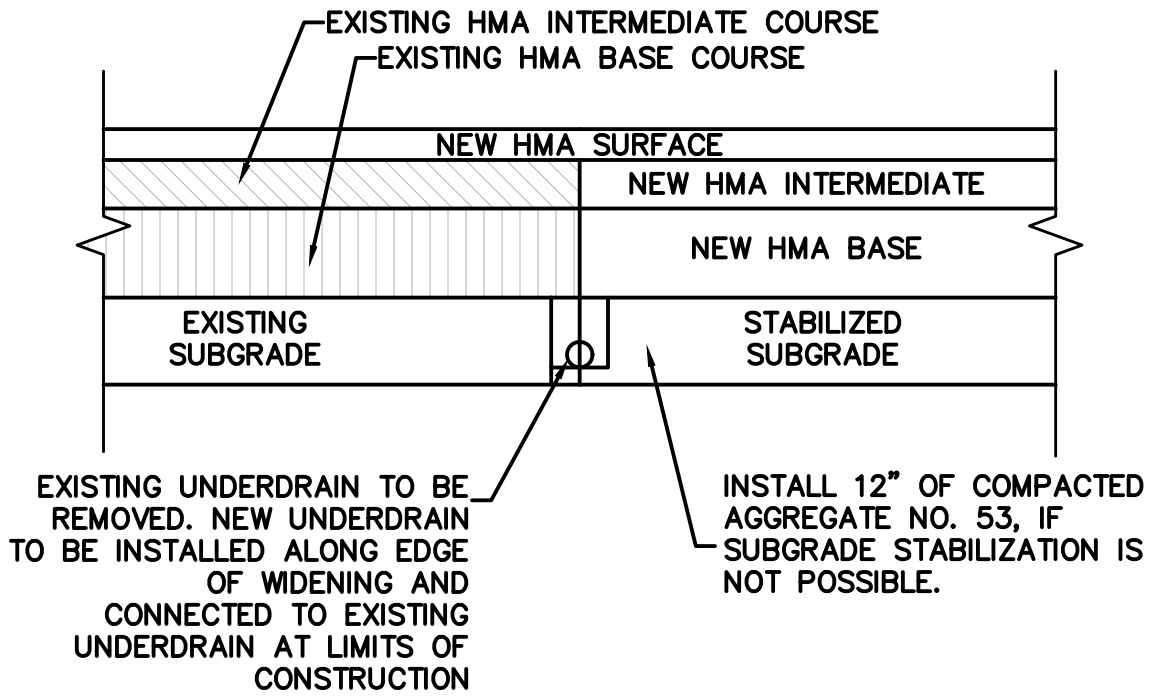 EXISTING HMA INTERMEDIATE COURSE
EXISTING HMA BASE COURSE
NEW HMA SURFACE
NEW HMA INTERMEDIATE
NEW HMA BASE
EXISTING
SUBGRADE
STABILIZED
SUBGRADE
EXISTING UNDERDRAIN TO BE
REMOVED. NEW UNDERDRAIN
TO BE INSTALLED ALONG EDGE
OF WIDENING AND
CONNECTED TO EXISTING
UNDERDRAIN AT LIMITS OF
CONSTRUCTION
INSTALL 12" OF COMPACTED
AGGREGATE NO. 53, IF
SUBGRADE STABILIZATION IS
NOT POSSIBLE.